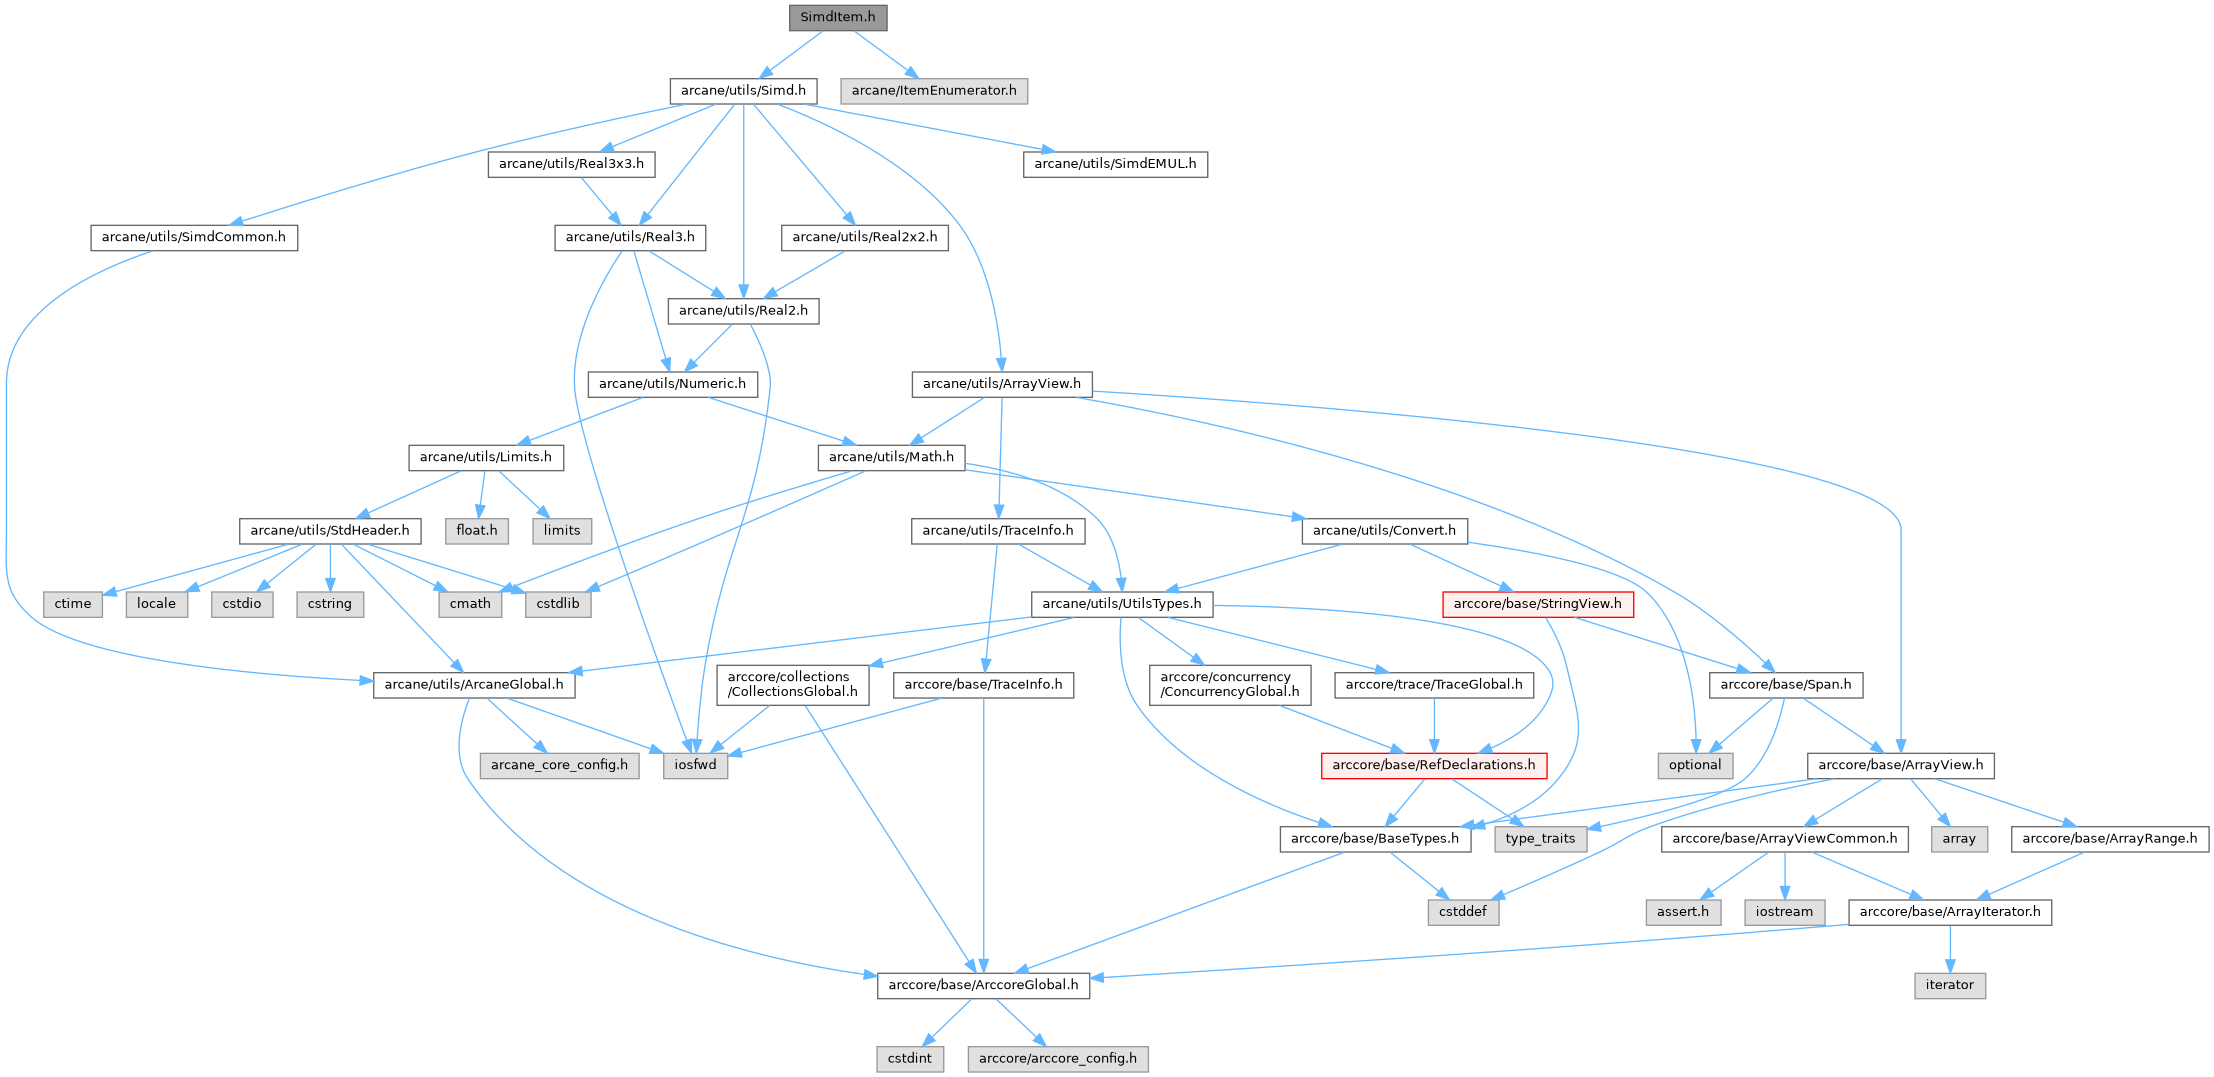 SimdItem.h
arcane/utils/Simd.h
arcane/ItemEnumerator.h
arcane/utils/Real3x3.h
arcane/utils/SimdEMUL.h
arcane/utils/SimdCommon.h
arcane/utils/Real3.h
arcane/utils/Real2x2.h
arcane/utils/Real2.h
arcane/utils/Numeric.h
arcane/utils/ArrayView.h
arcane/utils/Limits.h
arcane/utils/Math.h
arcane/utils/StdHeader.h
float.h
limits
arcane/utils/TraceInfo.h
arcane/utils/Convert.h
ctime
locale
cstdio
cstring
cmath
cstdlib
arcane/utils/UtilsTypes.h
arccore/base/StringView.h
arcane/utils/ArcaneGlobal.h
arccore/collections
/CollectionsGlobal.h
arccore/base/TraceInfo.h
arccore/concurrency
/ConcurrencyGlobal.h
arccore/trace/TraceGlobal.h
arccore/base/Span.h
arcane_core_config.h
iosfwd
arccore/base/RefDeclarations.h
optional
arccore/base/ArrayView.h
arccore/base/BaseTypes.h
type_traits
arccore/base/ArrayViewCommon.h
array
arccore/base/ArrayRange.h
cstddef
assert.h
iostream
arccore/base/ArrayIterator.h
arccore/base/ArccoreGlobal.h
iterator
cstdint
arccore/arccore_config.h